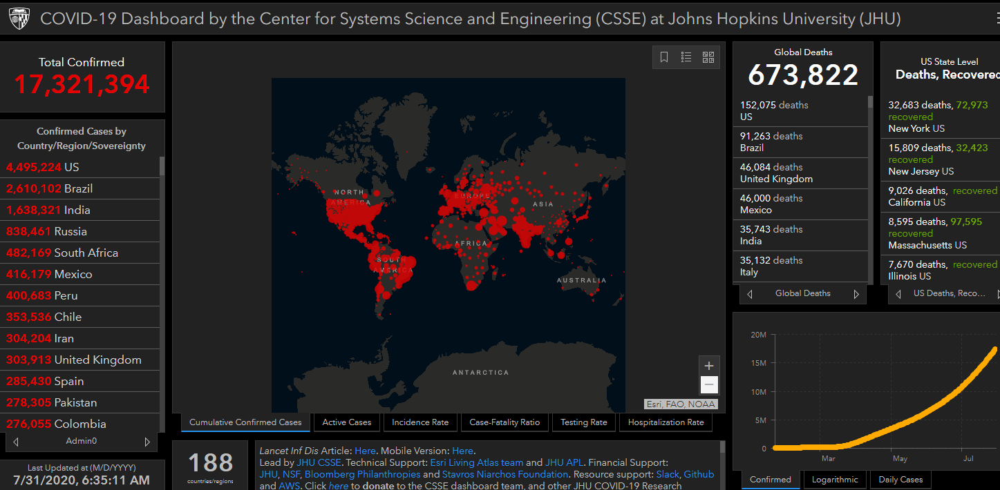 COVID-19 Dashboard by the Center for Systems Science and Engineering (CSSE) at Johns Hopkins University (JHU)
Total Confirmed
17,321,394
Confirmed Cases by
Country/Region/Sovereignty
4,495,224 US
2,610,102 Brazil
1,638,321 India
838,461 Russia
482,169 South Africa
416,179 Mexico
400,683 Peru
353,536 Chile
304,204 Iran
303,913 United Kingdom
285,430 Spain
278,305 Pakistan
276,055 Colombia
Admin0
Last Updated at (M/D/YYYY)
7/31/2020, 6:35:11 AM
NORTH
AMERICA
EUROPE
ASIA
AFRICA
SOUTH
AMERICA
AUSTRALIA
ANTARCTICA
Esri, FAO, NOAA
Cumulative Confirmed Cases
Active Cases
Incidence Rate
Case-Fatality Ratio
Testing Rate
Hospitalization Rate
188
countries/regions
Lancet Inf Dis Article: Here. Mobile Version: Here.
Lead by JHU CSSE. Technical Support: Esri Living Atlas team and JHU APL. Financial Support:
JHU, NSF, Bloomberg Philanthropies and Stavros Niarchos Foundation. Resource support: Slack, Github
and AWS. Click here to donate to the CSSE dashboard team, and other JHU COVID-19 Research
Global Deaths
673,822
152,075 deaths
US
91,263 deaths
Brazil
46,084 deaths
United Kingdom
46,000 deaths
Mexico
35,743 deaths
India
35,132 deaths
Italy
Global Deaths
US State Level
Deaths, Recovered
32,683 deaths, 72,973
recovered
New York US
15,809 deaths, 32,423
recovered
New Jersey US
9,026 deaths, recovered
California US
8,595 deaths, 97,595
recovered
Massachusetts US
7,670 deaths, recovered
Illinois US
US Deaths, Reco...
20M
15M
10M
5M
0
Mar
May
Jul
Confirmed
Logarithmic
Daily Cases